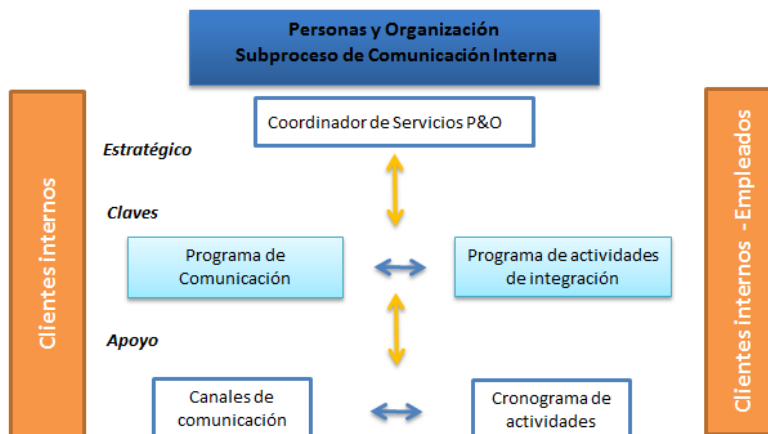 Personas y Organización
Subproceso de Comunicación Interna
Clientes internos
Coordinador de Servicios P&O
Estratégico
Claves
Programa de
Comunicación
Programa de actividades
de integración
Apoyo
Canales de
comunicación
Cronograma de
actividades
Clientes internos - Empleados